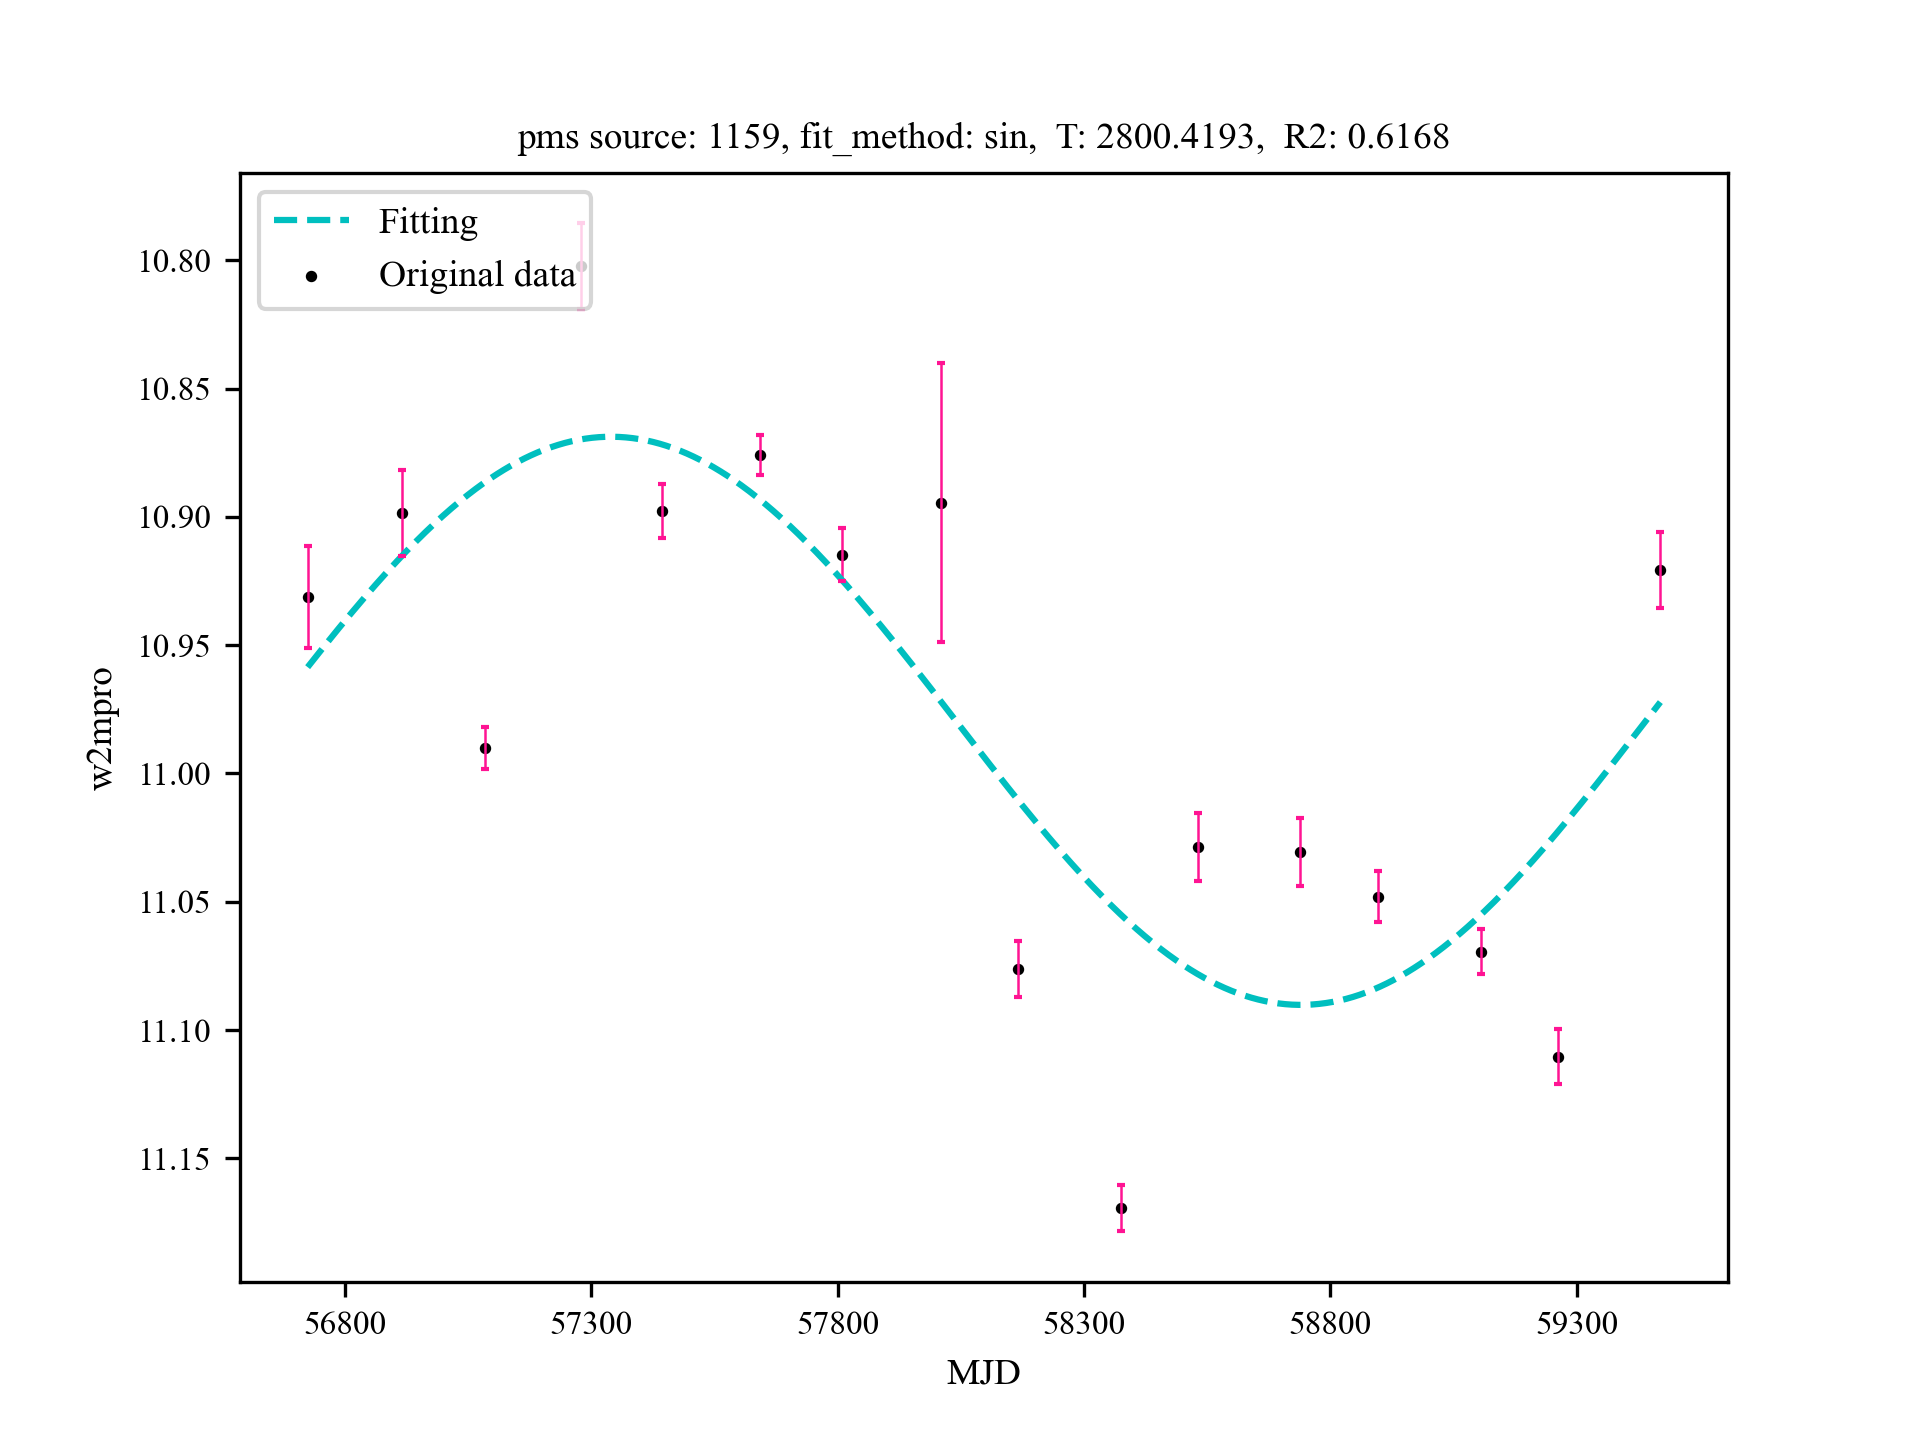 pms source: 1159, fit_method: sin,  T: 2800.4193,  R2: 0.6168
Fitting
Original data
10.80
10.85
10.90
10.95
11.00
11.05
11.10
11.15
w2mpro
56800
57300
57800
58300
58800
59300
MJD